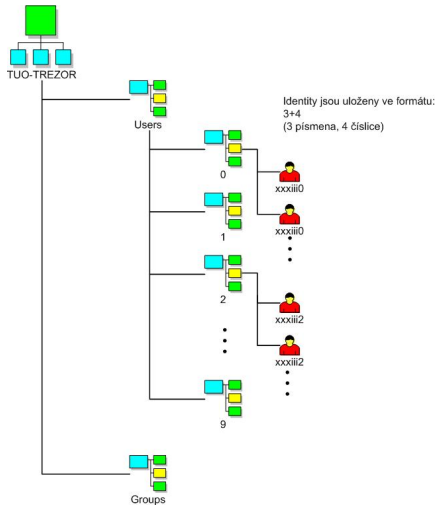 TUO-TREZOR
Users
Identity jsou uloženy ve formátu:
3+4
(3 písmena, 4 číslice)
0
xxxiii0
xxxiii0
1
2
xxxiii2
xxxiii2
9
Groups